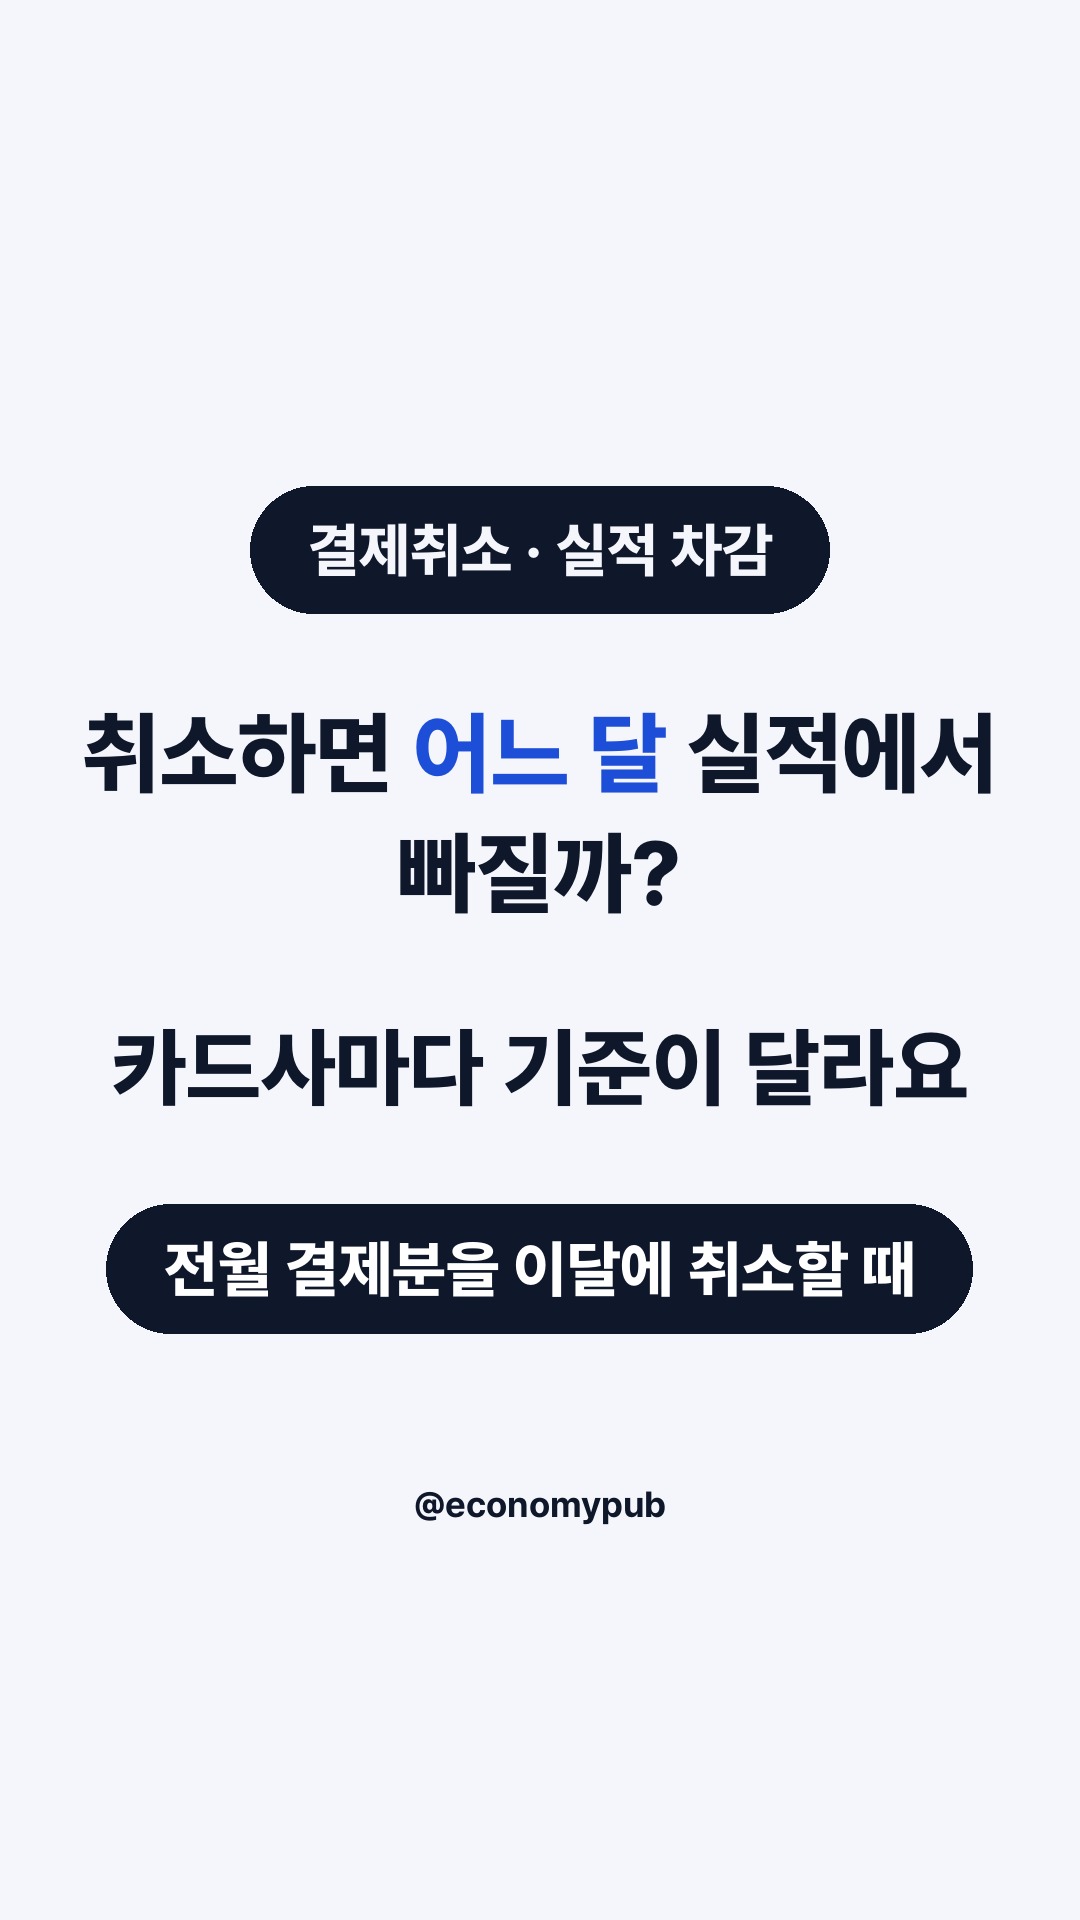 결제취소 · 실적 차감
취소하면 어느 달 실적에서
빠질까?
카드사마다 기준이 달라요
전월 결제분을 이달에 취소할 때
@economypub